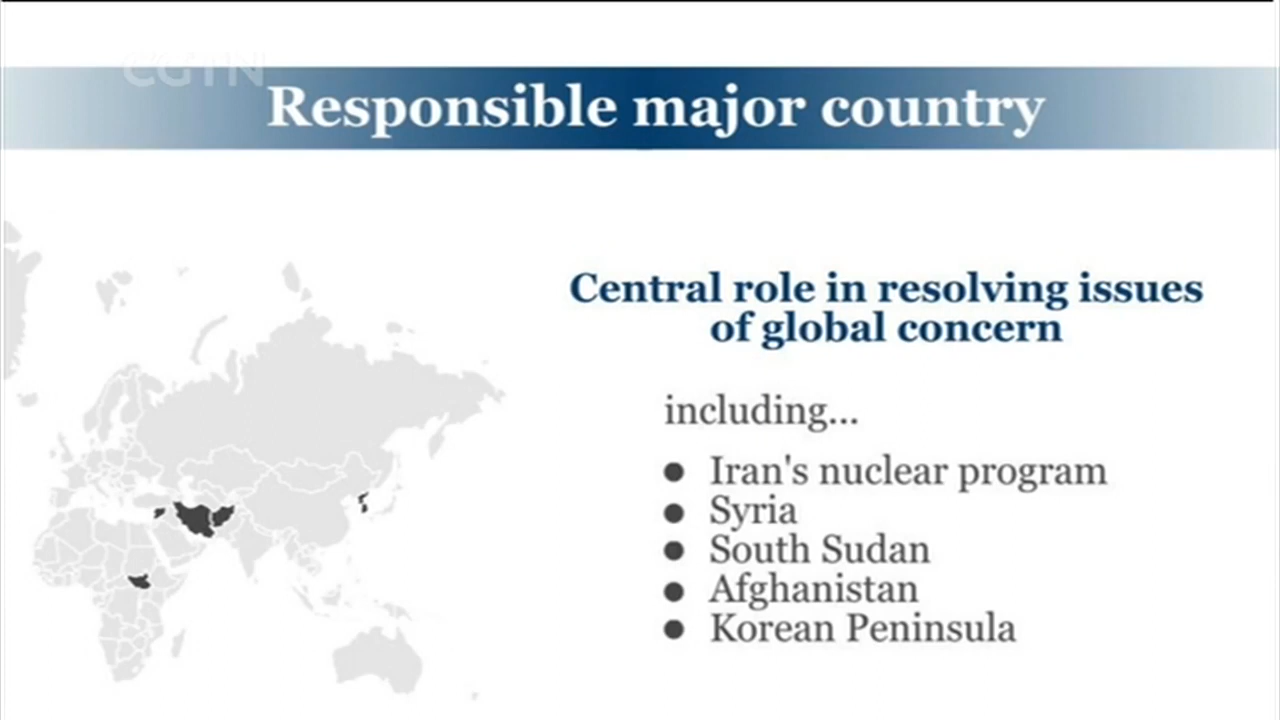 CGTN
Responsible major country
Central role in resolving issues
of global concern
including...
● Iran's nuclear program
● Syria
● South Sudan
● Afghanistan
● Korean Peninsula